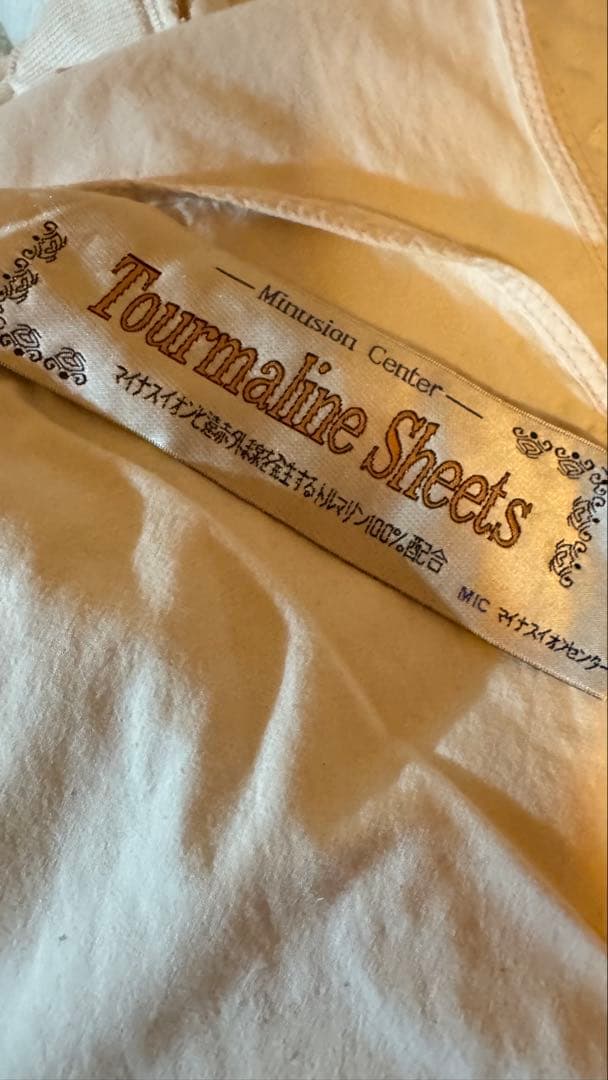 Minusion Center
Tourmaline Sheets
マイナスイオンと遠赤外線を発生するトルマリン100%配合
MIC マイナスイオンセンター